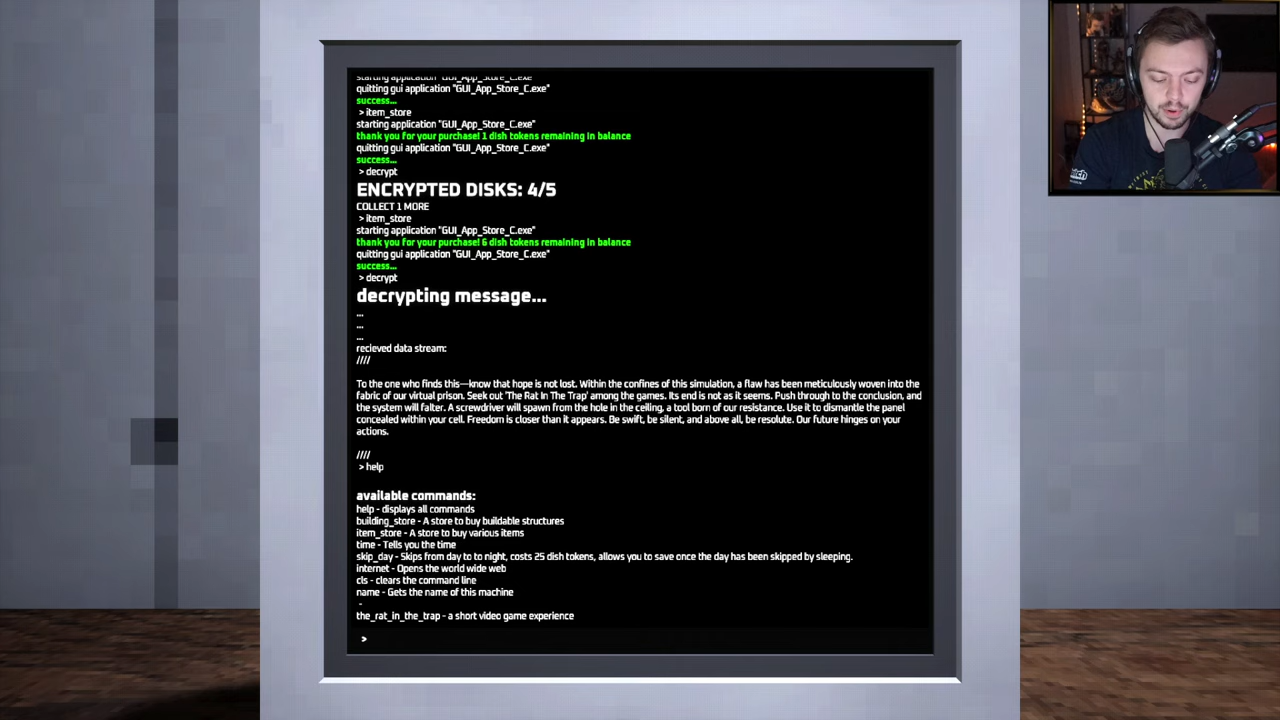 starting application "GUI_App_Store_C.exe"
quitting gui application "GUI_App_Store_C.exe"
success...
> item_store
starting application "GUI_App_Store_C.exe"
thank you for your purchase! 1 dish tokens remaining in balance
quitting gui application "GUI_App_Store_C.exe"
success...
> decrypt
ENCRYPTED DISKS: 4/5
COLLECT 1 MORE
> item_store
starting application "GUI_App_Store_C.exe"
thank you for your purchase! 6 dish tokens remaining in balance
quitting gui application "GUI_App_Store_C.exe"
success...
> decrypt
decrypting message...
...
...
...
recieved data stream:
////
To the one who finds this—know that hope is not lost. Within the confines of this simulation, a flaw has been meticulously woven into the
fabric of our virtual prison. Seek out 'The Rat In The Trap' among the games. Its end is not as it seems. Push through to the conclusion, and
the system will falter. A screwdriver will spawn from the hole in the ceiling, a tool born of our resistance. Use it to dismantle the panel
concealed within your cell. Freedom is closer than it appears. Be swift, be silent, and above all, be resolute. Our future hinges on your
actions.
////
> help
available commands:
help - displays all commands
building_store - A store to buy buildable structures
item_store - A store to buy various items
time - Tells you the time
skip_day - Skips from day to to night, costs 25 dish tokens, allows you to save once the day has been skipped by sleeping.
internet - Opens the world wide web
cls - clears the command line
name - Gets the name of this machine
-
the_rat_in_the_trap - a short video game experience
>